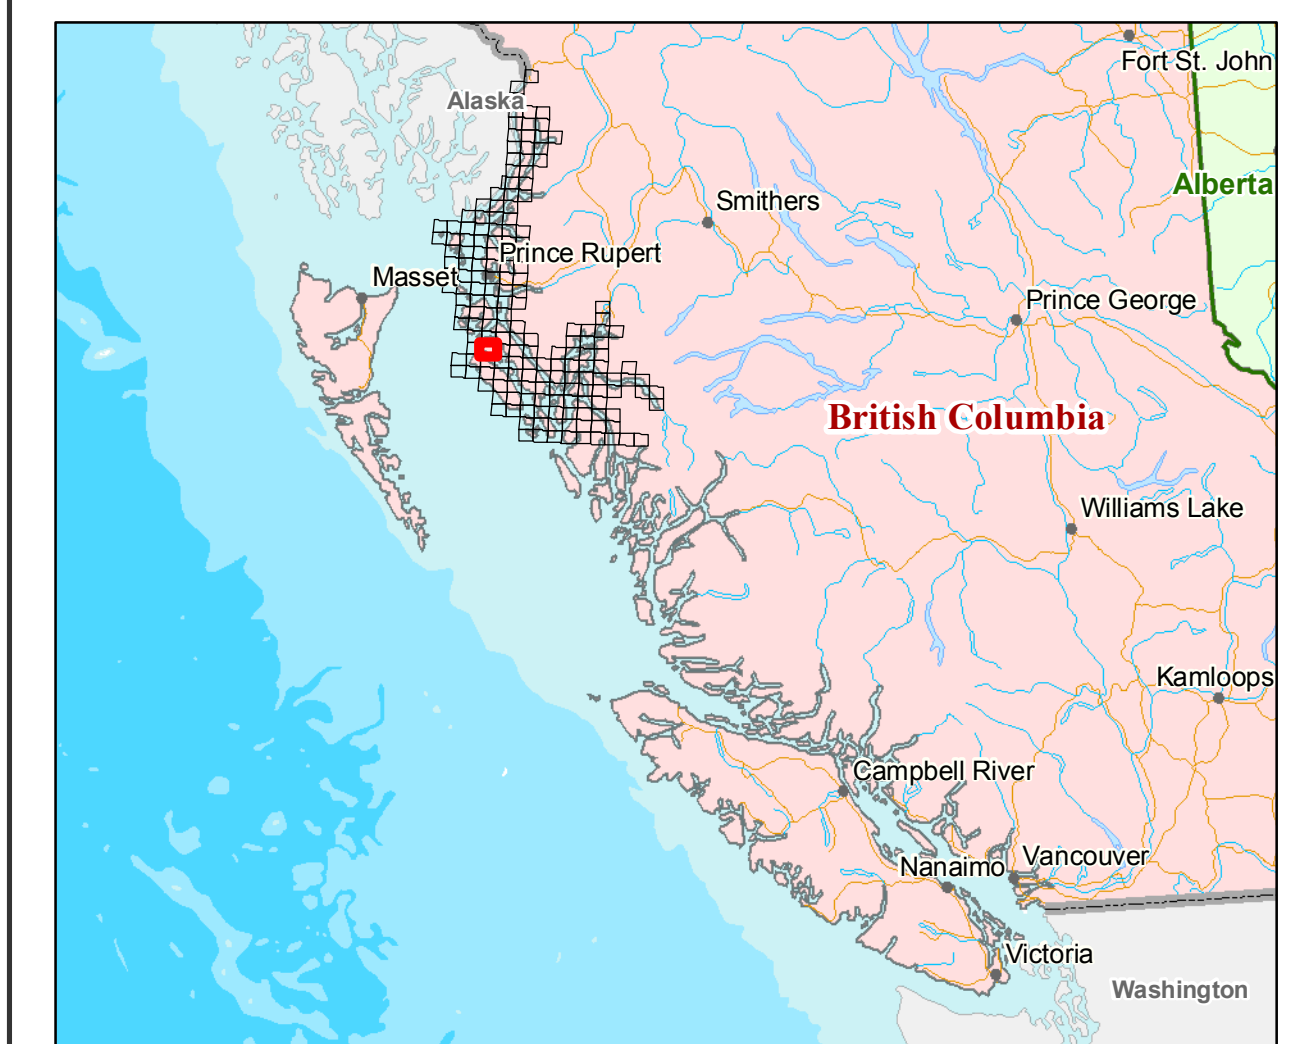 Fort St. John
Alaska
Alberta
Smithers
Prince Rupert
Masset
Prince George
British Columbia
Williams Lake
Kamloops
Campbell River
Vancouver
Nanaimo
Victoria
Washington